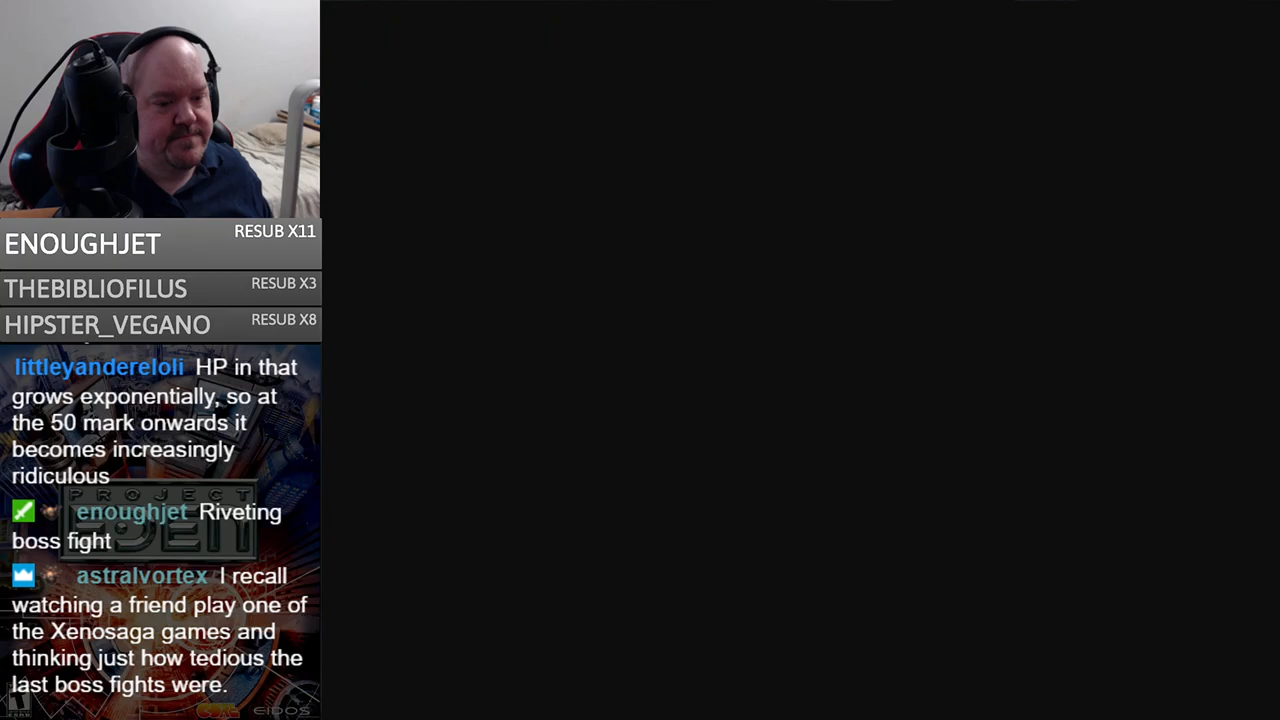 ENOUGHJET RESUB X11
THEBIBLIOFILUS RESUB X3
HIPSTER_VEGANO RESUB X8
littleyandereloli HP in that
grows exponentially, so at
the 50 mark onwards it
becomes increasingly
ridiculous
enoughjet Riveting
boss fight
astralvortex I recall
watching a friend play one of
the Xenosaga games and
thinking just how tedious the
last boss fights were.
PROJECT
EDEN
EIDOS